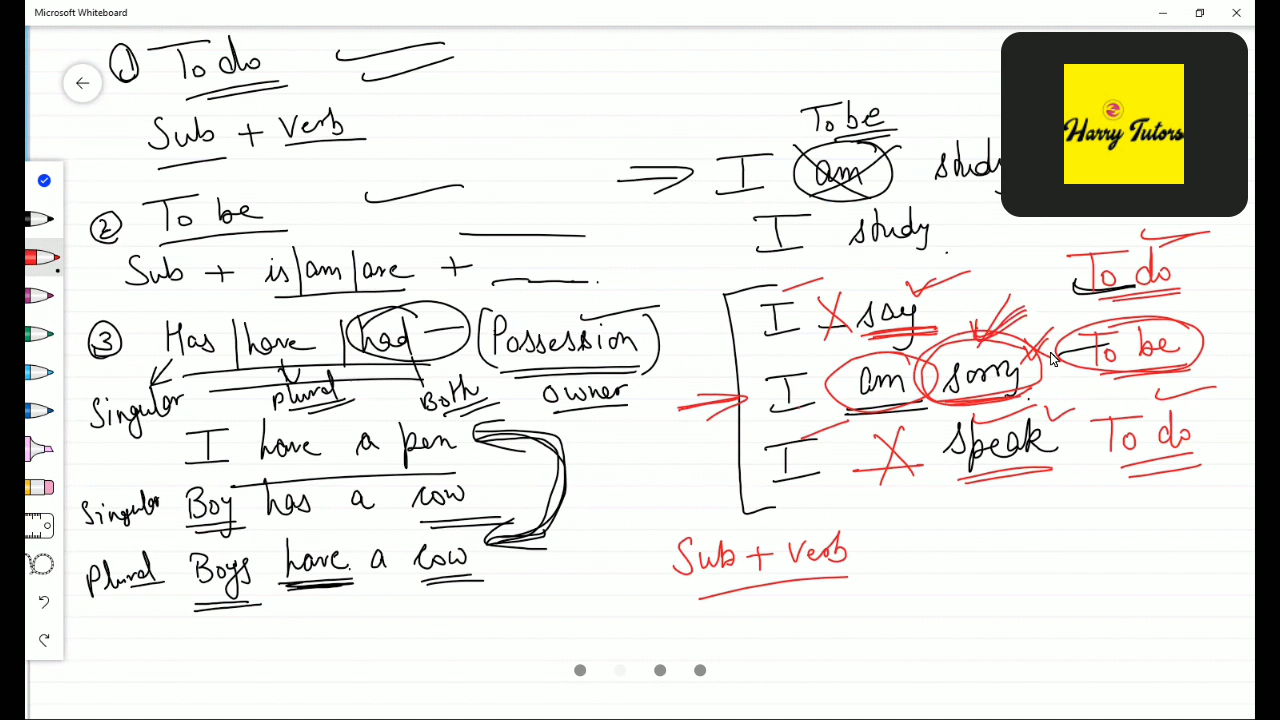 Microsoft Whiteboard
① To do
Sub + Verb
② To be
Sub + is|am|are +
③ Has|have|had (Possession)
Singular plural Both owner
I have a pen
Singular Boy has a cow
Plural Boys have a cow
To be
I am study
I study.
To do
I say
To be
I am sorry.
I speak To do
Sub + Verb
Harry Tutors